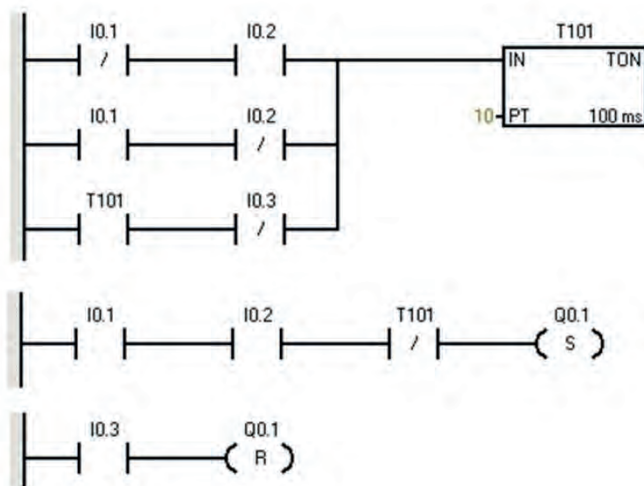 I0.1 I0.2 T101
/ IN TON
I0.1 I0.2
/ 10 PT 100 ms
T101 I0.3
/
I0.1 I0.2 T101 Q0.1
/ S
I0.3 Q0.1
R